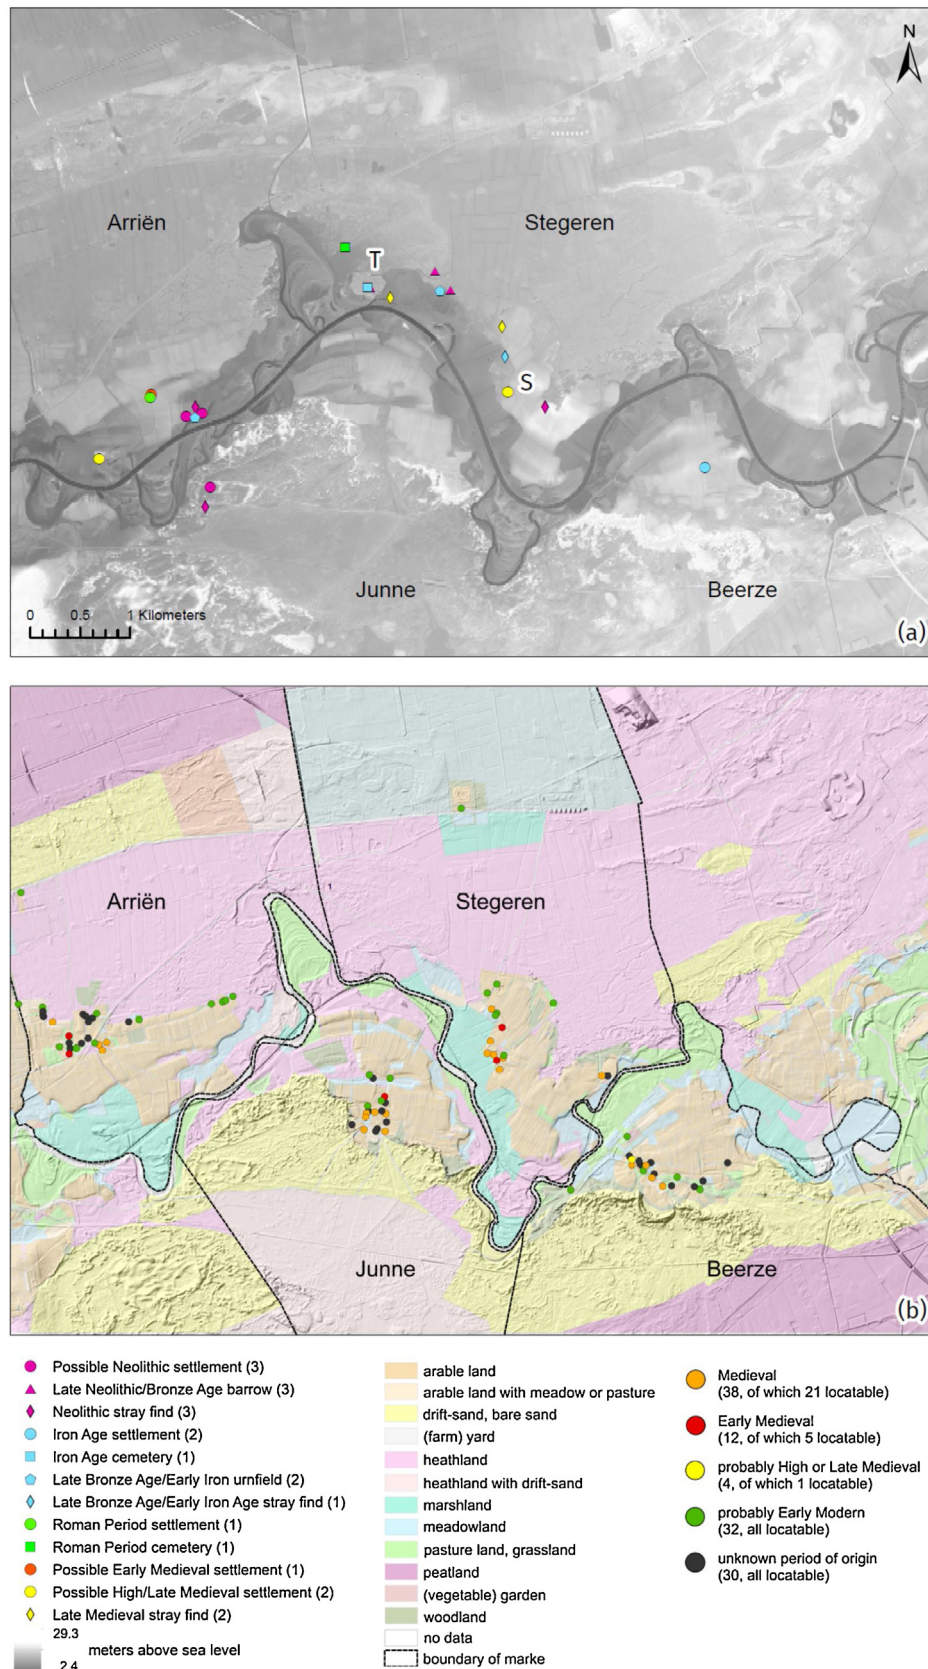 N
Arriën
Stegeren
T
S
Junne
Beerze
0 0.5 1 Kilometers
(a)
1
Arriën
Stegeren
Junne
Beerze
(b)
Possible Neolithic settlement (3)
Late Neolithic/Bronze Age barrow (3)
Neolithic stray find (3)
Iron Age settlement (2)
Iron Age cemetery (1)
Late Bronze Age/Early Iron urnfield (2)
Late Bronze Age/Early Iron Age stray find (1)
Roman Period settlement (1)
Roman Period cemetery (1)
Possible Early Medieval settlement (1)
Possible High/Late Medieval settlement (2)
Late Medieval stray find (2)
29.3
meters above sea level
2.4
arable land
arable land with meadow or pasture
drift-sand, bare sand
(farm) yard
heathland
heathland with drift-sand
marshland
meadowland
pasture land, grassland
peatland
(vegetable) garden
woodland
no data
boundary of marke
Medieval
(38, of which 21 locatable)
Early Medieval
(12, of which 5 locatable)
probably High or Late Medieval
(4, of which 1 locatable)
probably Early Modern
(32, all locatable)
unknown period of origin
(30, all locatable)